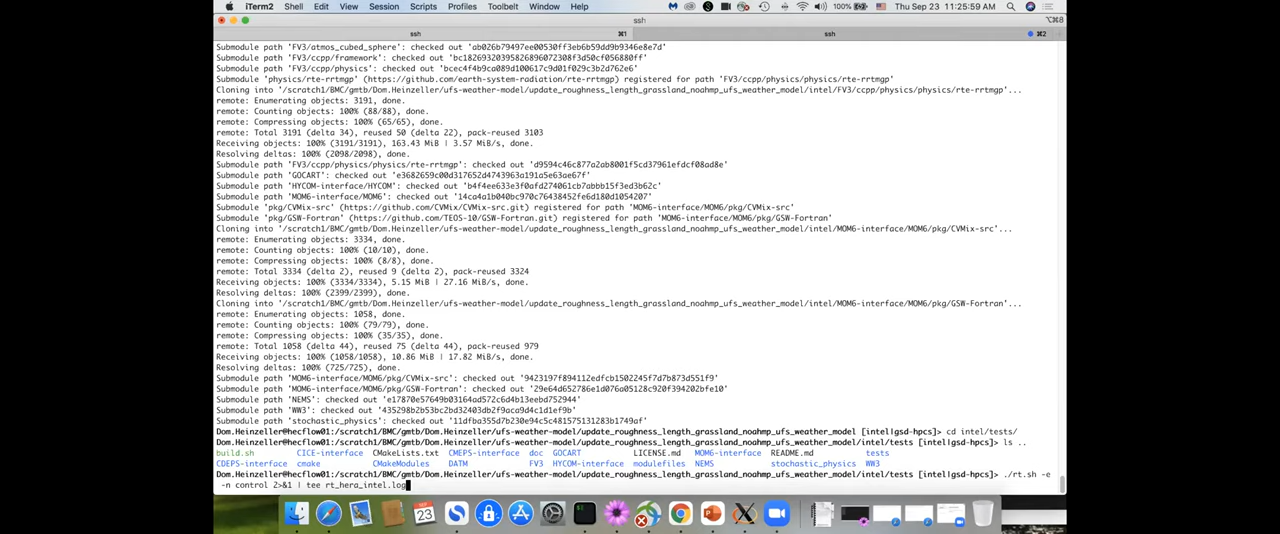 iTerm2 Shell Edit View Session Scripts Profiles Toolbelt Window Help 100% Thu Sep 23 11:25:59 AM
ssh ⌥⌘8
ssh ⌘1 ssh ⌘2
Submodule path 'FV3/atmos_cubed_sphere': checked out 'ab026b79497ee00530ff3eb6b59dd9b9346e8e7d'
Submodule path 'FV3/ccpp/framework': checked out 'bc18269320395826896072308f3d50cf056880ff'
Submodule path 'FV3/ccpp/physics': checked out 'bcec4f4b9ca089d100617c9d01f029c3b2d762e6'
Submodule 'physics/rte-rrtmgp' (https://github.com/earth-system-radiation/rte-rrtmgp) registered for path 'FV3/ccpp/physics/physics/rte-rrtmgp'
Cloning into '/scratch1/BMC/gmtb/Dom.Heinzeller/ufs-weather-model/update_roughness_length_grassland_noahmp_ufs_weather_model/intel/FV3/ccpp/physics/physics/rte-rrtmgp'...
remote: Enumerating objects: 3191, done.
remote: Counting objects: 100% (88/88), done.
remote: Compressing objects: 100% (65/65), done.
remote: Total 3191 (delta 34), reused 50 (delta 22), pack-reused 3103
Receiving objects: 100% (3191/3191), 163.43 MiB | 3.57 MiB/s, done.
Resolving deltas: 100% (2098/2098), done.
Submodule path 'FV3/ccpp/physics/physics/rte-rrtmgp': checked out 'd9594c46c877a2ab8001f5cd37961efdcf08ad8e'
Submodule path 'GOCART': checked out 'e3682659c00d317652d4743963a191a5e63ae67f'
Submodule path 'HYCOM-interface/HYCOM': checked out 'b4f4ee633e3f0afd274061cb7abbb15f3ed3b62c'
Submodule path 'MOM6-interface/MOM6': checked out '14ca4a1b040bc970c76438452fe6d180d1054207'
Submodule 'pkg/CVMix-src' (https://github.com/CVMix/CVMix-src.git) registered for path 'MOM6-interface/MOM6/pkg/CVMix-src'
Submodule 'pkg/GSW-Fortran' (https://github.com/TEOS-10/GSW-Fortran.git) registered for path 'MOM6-interface/MOM6/pkg/GSW-Fortran'
Cloning into '/scratch1/BMC/gmtb/Dom.Heinzeller/ufs-weather-model/update_roughness_length_grassland_noahmp_ufs_weather_model/intel/MOM6-interface/MOM6/pkg/CVMix-src'...
remote: Enumerating objects: 3334, done.
remote: Counting objects: 100% (10/10), done.
remote: Compressing objects: 100% (8/8), done.
remote: Total 3334 (delta 2), reused 9 (delta 2), pack-reused 3324
Receiving objects: 100% (3334/3334), 5.15 MiB | 27.16 MiB/s, done.
Resolving deltas: 100% (2399/2399), done.
Cloning into '/scratch1/BMC/gmtb/Dom.Heinzeller/ufs-weather-model/update_roughness_length_grassland_noahmp_ufs_weather_model/intel/MOM6-interface/MOM6/pkg/GSW-Fortran'...
remote: Enumerating objects: 1058, done.
remote: Counting objects: 100% (79/79), done.
remote: Compressing objects: 100% (35/35), done.
remote: Total 1058 (delta 44), reused 75 (delta 44), pack-reused 979
Receiving objects: 100% (1058/1058), 10.86 MiB | 17.82 MiB/s, done.
Resolving deltas: 100% (725/725), done.
Submodule path 'MOM6-interface/MOM6/pkg/CVMix-src': checked out '9423197f894112edfcb1502245f7d7b873d551f9'
Submodule path 'MOM6-interface/MOM6/pkg/GSW-Fortran': checked out '29e64d652786e1d076a05128c920f394202bfe10'
Submodule path 'NEMS': checked out 'e17870e57649b03164ad572c6d4b13eebd752944'
Submodule path 'WW3': checked out '435298b2b53bc2bd32403db2f9aca9d4c1d1ef9b'
Submodule path 'stochastic_physics': checked out '11dfba355d7b230e94c5c481575131283b1749af'
Dom.Heinzeller@hecflow01:/scratch1/BMC/gmtb/Dom.Heinzeller/ufs-weather-model/update_roughness_length_grassland_noahmp_ufs_weather_model [intel|gsd-hpcs]> cd intel/tests/
Dom.Heinzeller@hecflow01:/scratch1/BMC/gmtb/Dom.Heinzeller/ufs-weather-model/update_roughness_length_grassland_noahmp_ufs_weather_model/intel/tests [intel|gsd-hpcs]> ls ..
build.sh CICE-interface CMakeLists.txt CMEPS-interface doc GOCART LICENSE.md MOM6-interface README.md tests
CDEPS-interface cmake CMakeModules DATM FV3 HYCOM-interface modulefiles NEMS stochastic_physics WW3
Dom.Heinzeller@hecflow01:/scratch1/BMC/gmtb/Dom.Heinzeller/ufs-weather-model/update_roughness_length_grassland_noahmp_ufs_weather_model/intel/tests [intel|gsd-hpcs]> ./rt.sh -e
-n control 2>&1 | tee rt_hera_intel.log